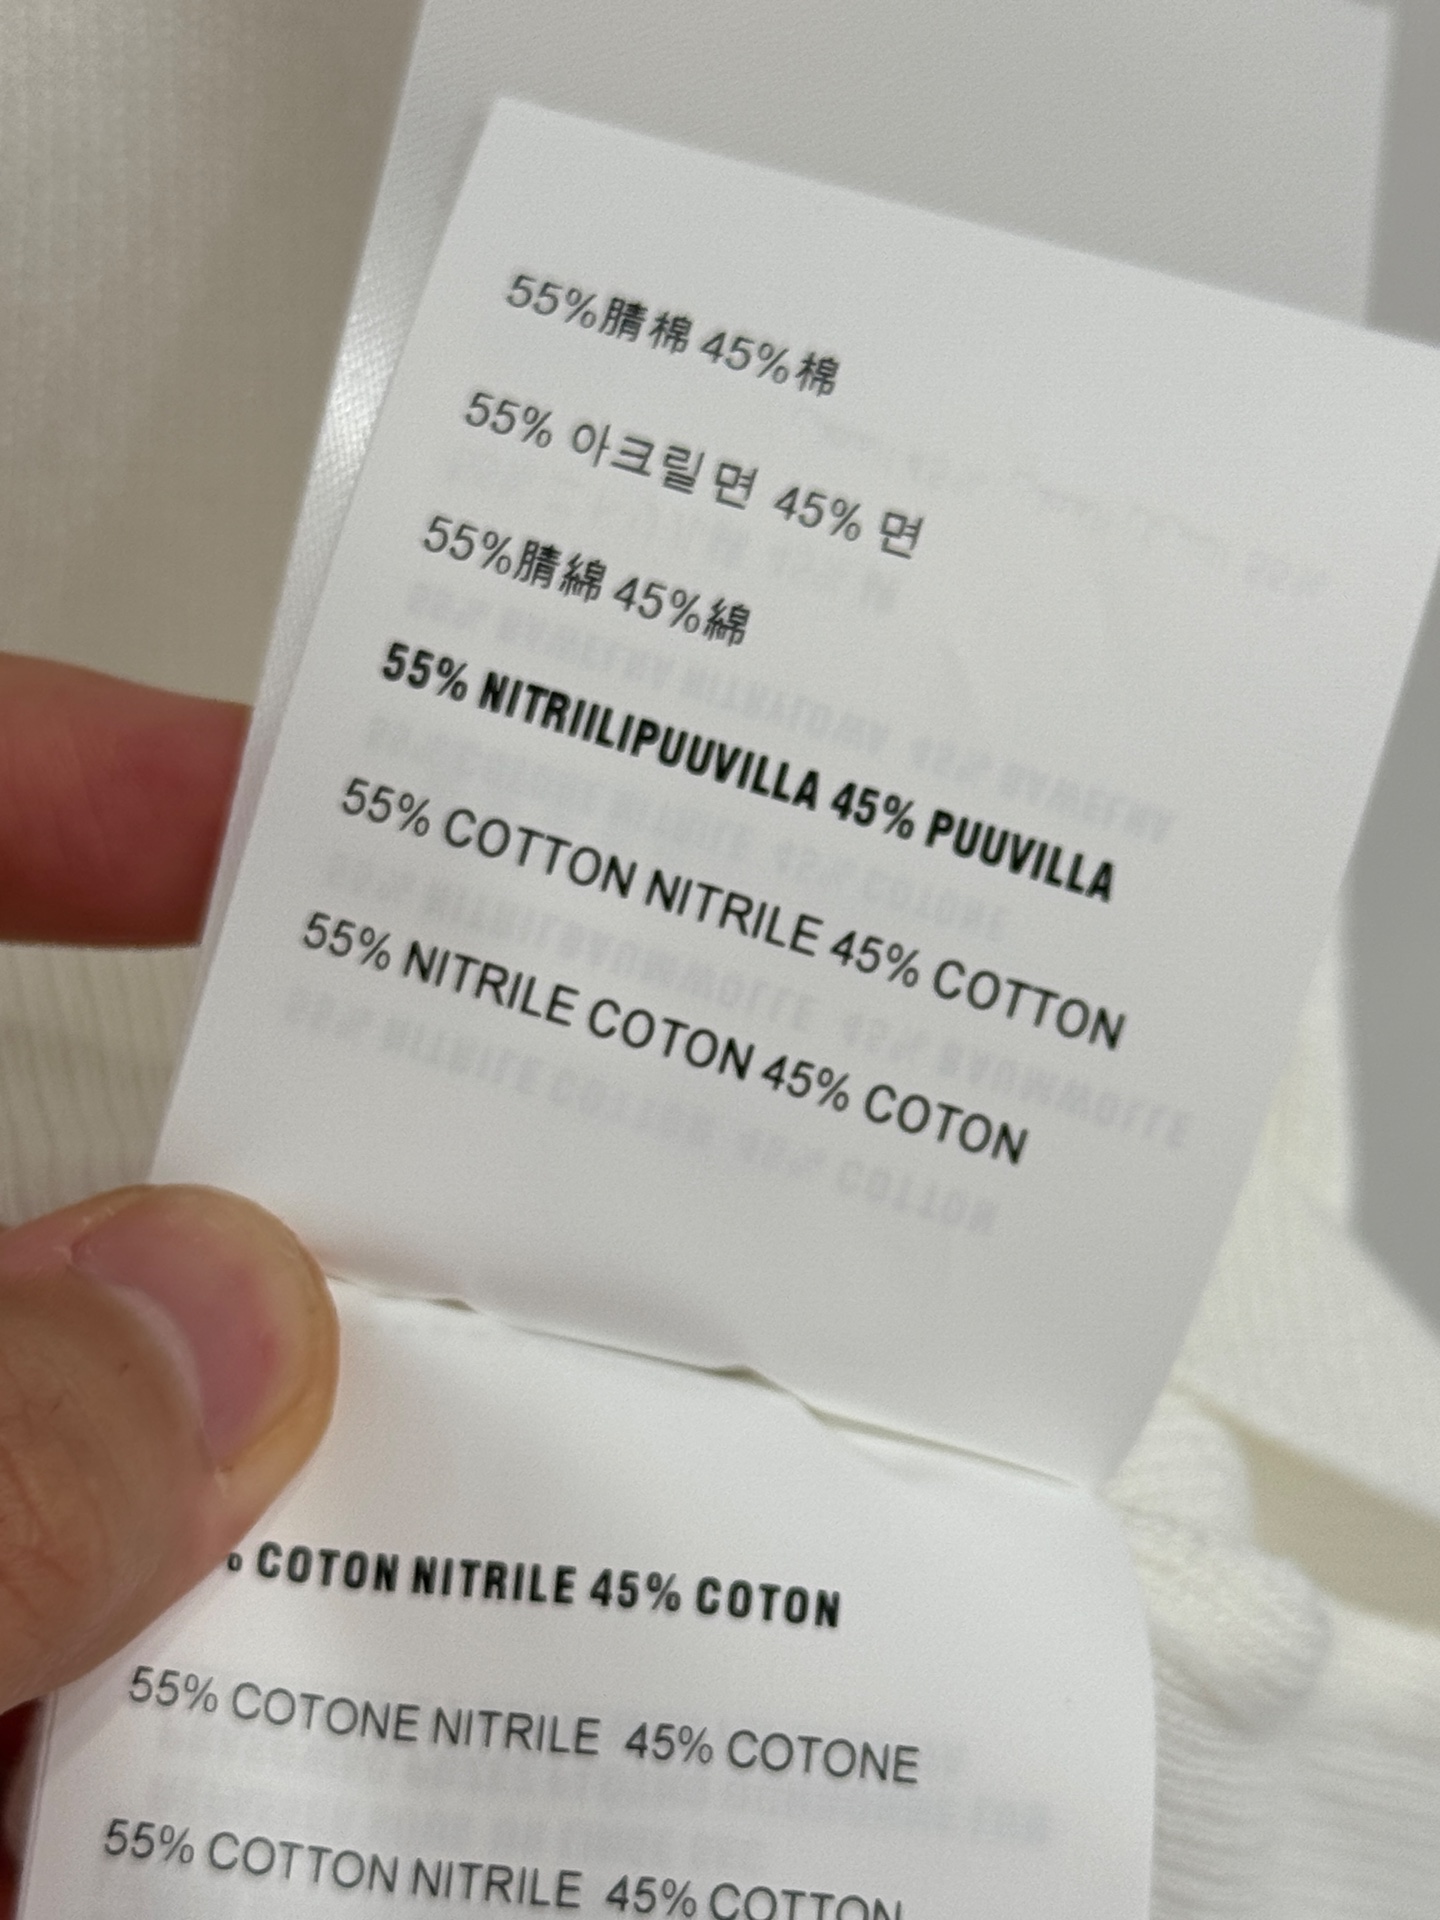 55%腈棉 45%棉
55% 아크릴면 45% 면
55%腈綿 45%綿
55% NITRIILIPUUVILLA 45% PUUVILLA
55% COTTON NITRILE 45% COTTON
55% NITRILE COTON 45% COTON
% COTON NITRILE 45% COTON
55% COTONE NITRILE 45% COTONE
55% COTTON NITRILE 45% COTTON